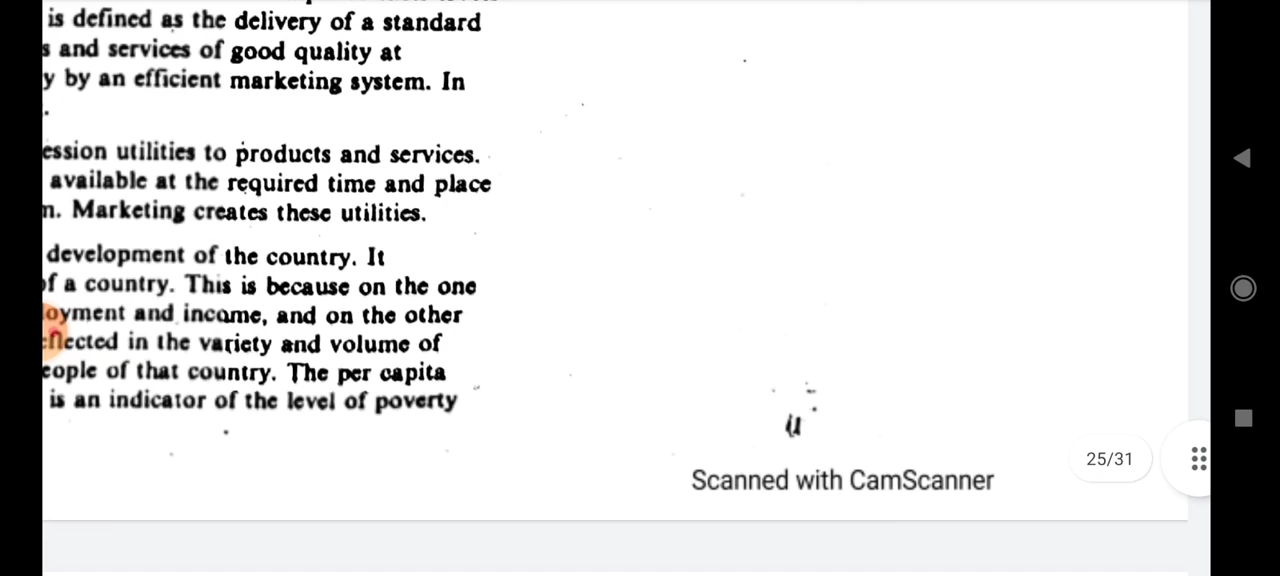 is defined as the delivery of a standard
s and services of good quality at
y by an efficient marketing system. In
ession utilities to products and services.
available at the required time and place
n. Marketing creates these utilities.
development of the country. It
of a country. This is because on the one
oyment and income, and on the other
eflected in the variety and volume of
eople of that country. The per capita
is an indicator of the level of poverty
25/31
Scanned with CamScanner